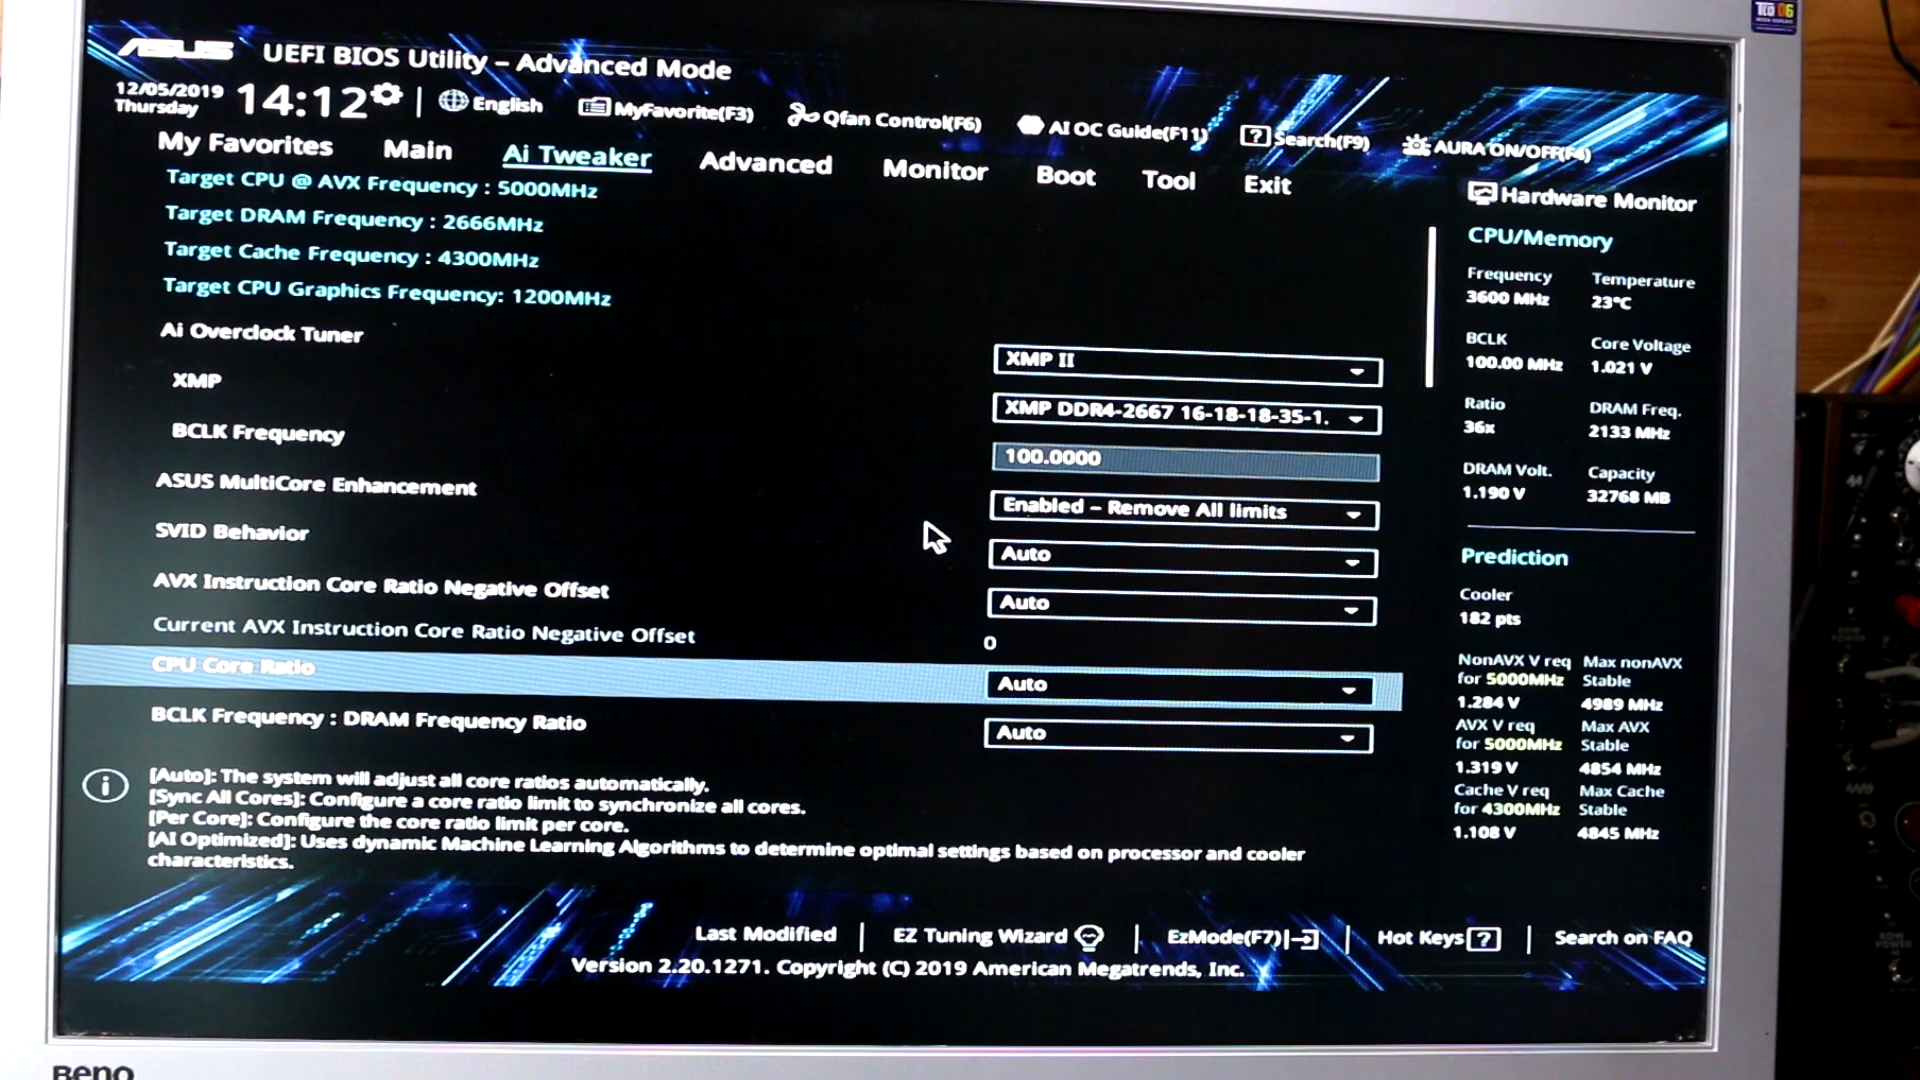 ASUS UEFI BIOS Utility – Advanced Mode
12/05/2019
Thursday
14:12
English
MyFavorite(F3)
Qfan Control(F6)
AI OC Guide(F11)
Search(F9)
AURA ON/OFF(F4)
My Favorites
Main
Ai Tweaker
Advanced
Monitor
Boot
Tool
Exit
Target CPU @ AVX Frequency : 5000MHz
Target DRAM Frequency : 2666MHz
Target Cache Frequency : 4300MHz
Target CPU Graphics Frequency: 1200MHz
Ai Overclock Tuner
XMP II
XMP
XMP DDR4-2667 16-18-18-35-1.
BCLK Frequency
100.0000
ASUS MultiCore Enhancement
Enabled – Remove All limits
SVID Behavior
Auto
AVX Instruction Core Ratio Negative Offset
Auto
Current AVX Instruction Core Ratio Negative Offset
0
CPU Core Ratio
Auto
BCLK Frequency : DRAM Frequency Ratio
Auto
[Auto]: The system will adjust all core ratios automatically.
[Sync All Cores]: Configure a core ratio limit to synchronize all cores.
[Per Core]: Configure the core ratio limit per core.
[AI Optimized]: Uses dynamic Machine Learning Algorithms to determine optimal settings based on processor and cooler
characteristics.
Hardware Monitor
CPU/Memory
Frequency Temperature
3600 MHz 23°C
BCLK Core Voltage
100.00 MHz 1.021 V
Ratio DRAM Freq.
36x 2133 MHz
DRAM Volt. Capacity
1.190 V 32768 MB
Prediction
Cooler
182 pts
NonAVX V req Max nonAVX
for 5000MHz Stable
1.284 V 4989 MHz
AVX V req Max AVX
for 5000MHz Stable
1.319 V 4854 MHz
Cache V req Max Cache
for 4300MHz Stable
1.108 V 4845 MHz
Last Modified
EZ Tuning Wizard
EzMode(F7)
Hot Keys ?
Search on FAQ
Version 2.20.1271. Copyright (C) 2019 American Megatrends, Inc.
BenQ
TCO 06